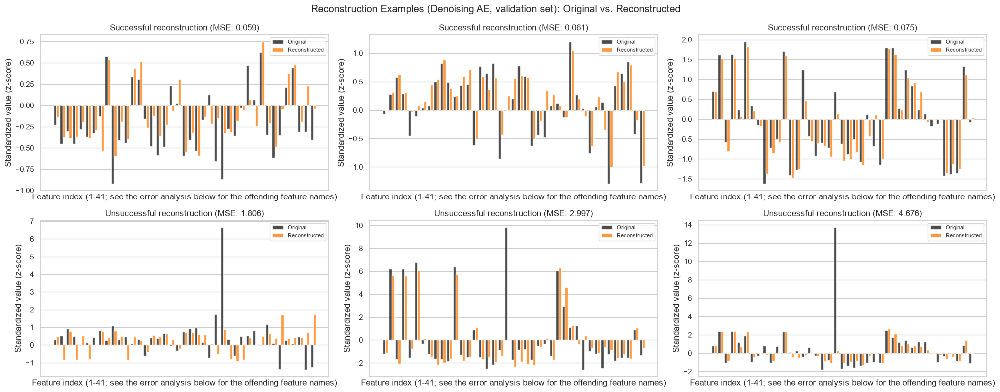 Reconstruction Examples (Denoising AE, validation set): Original vs. Reconstructed
Successful reconstruction (MSE: 0.059)
Standardized value (z-score)
0.75
0.50
0.25
0.00
−0.25
−0.50
−0.75
−1.00
Original
Reconstructed
Feature index (1-41; see the error analysis below for the offending feature names)
Successful reconstruction (MSE: 0.061)
Standardized value (z-score)
1.0
0.5
0.0
−0.5
−1.0
Original
Reconstructed
Feature index (1-41; see the error analysis below for the offending feature names)
Successful reconstruction (MSE: 0.075)
Standardized value (z-score)
2.0
1.5
1.0
0.5
0.0
−0.5
−1.0
−1.5
Original
Reconstructed
Feature index (1-41; see the error analysis below for the offending feature names)
Unsuccessful reconstruction (MSE: 1.806)
Standardized value (z-score)
7
6
5
4
3
2
1
0
−1
Original
Reconstructed
Feature index (1-41; see the error analysis below for the offending feature names)
Unsuccessful reconstruction (MSE: 2.997)
Standardized value (z-score)
10
8
6
4
2
0
−2
Original
Reconstructed
Feature index (1-41; see the error analysis below for the offending feature names)
Unsuccessful reconstruction (MSE: 4.676)
Standardized value (z-score)
14
12
10
8
6
4
2
0
−2
Original
Reconstructed
Feature index (1-41; see the error analysis below for the offending feature names)